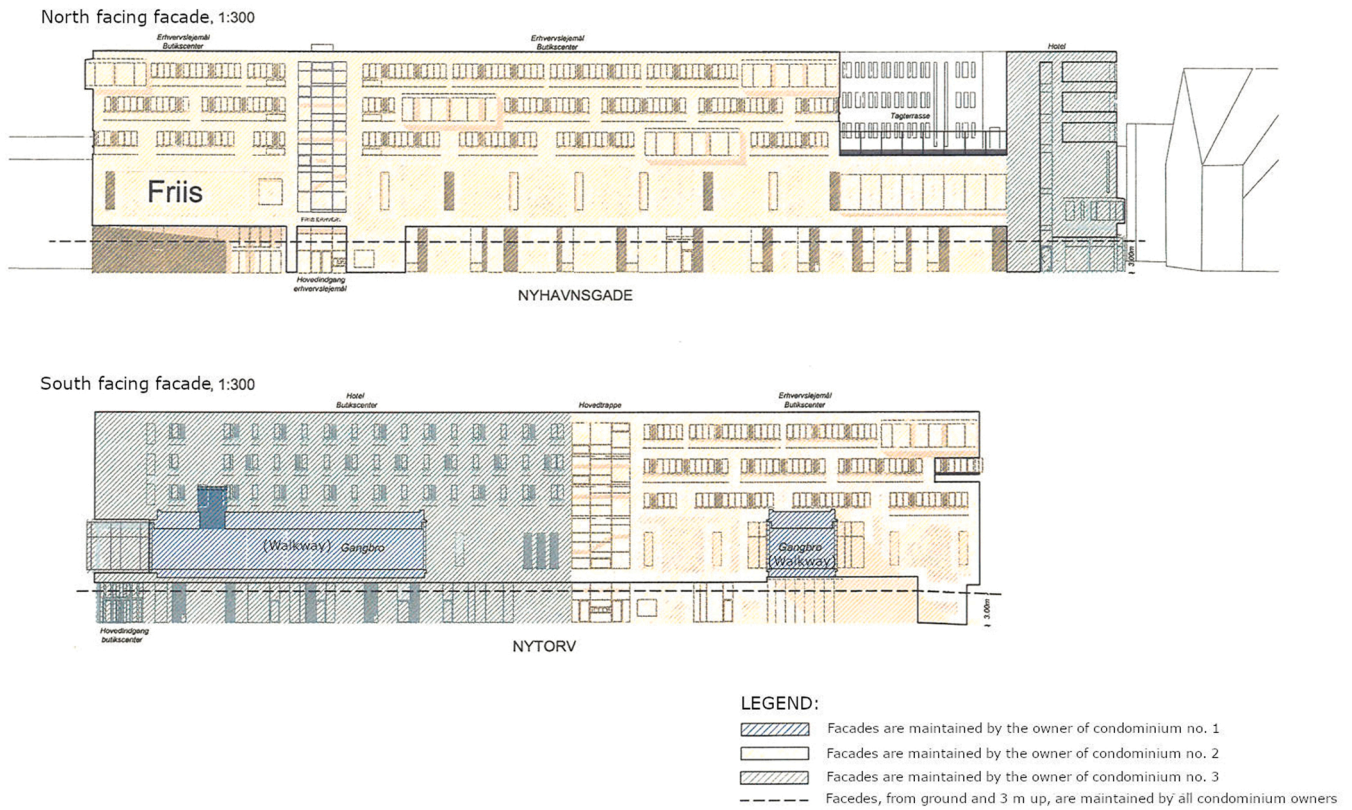 North facing facade, 1:300
Erhvervslejemål
Butikscenter
Erhvervslejemål
Butikscenter
Hotel
Tagterrasse
Friis
FRIIS ERHVERV
3.00m
Hovedindgang
erhvervslejemål
NYHAVNSGADE
South facing facade, 1:300
Hotel
Butikscenter
Hovedtrappe
Erhvervslejemål
Butikscenter
(Walkway) Gangbro
Gangbro
(Walkway)
3.00m
Hovedindgang
butikscenter
NYTORV
LEGEND:
Facades are maintained by the owner of condominium no. 1
Facades are maintained by the owner of condominium no. 2
Facades are maintained by the owner of condominium no. 3
Facedes, from ground and 3 m up, are maintained by all condominium owners